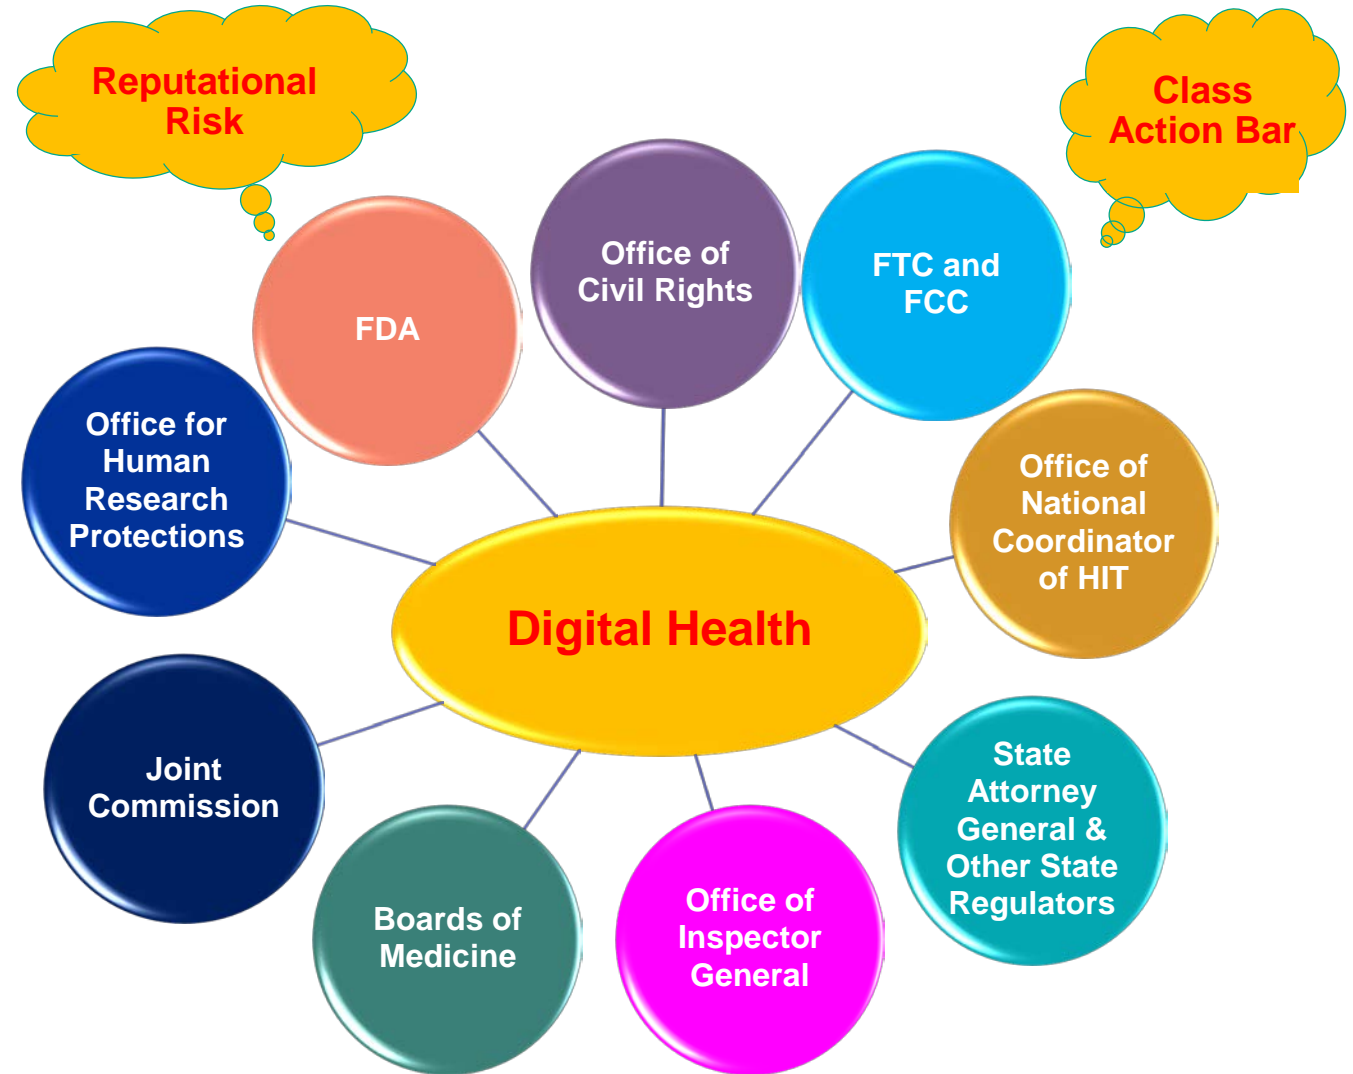 Reputational
Risk
Class
Action Bar
Office of
Civil Rights
FTC and
FCC
FDA
Office for
Human
Research
Protections
Office of
National
Coordinator
of HIT
Digital Health
Joint
Commission
State
Attorney
General &
Other State
Regulators
Boards of
Medicine
Office of
Inspector
General